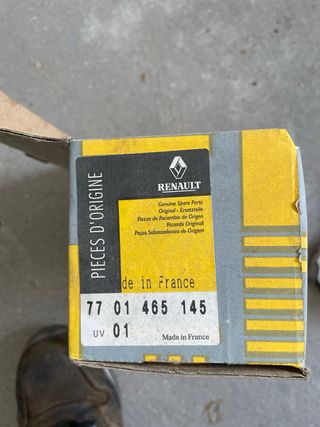 PIECES D'ORIGINE
RENAULT
Genuine Spare Parts
Original - Ersatzteile
Piezas de Recambio de Origen
Ricambi Originali
Peças Sobresselentes de Origem
de in France
77 01 465 145
UV 01
Made in France